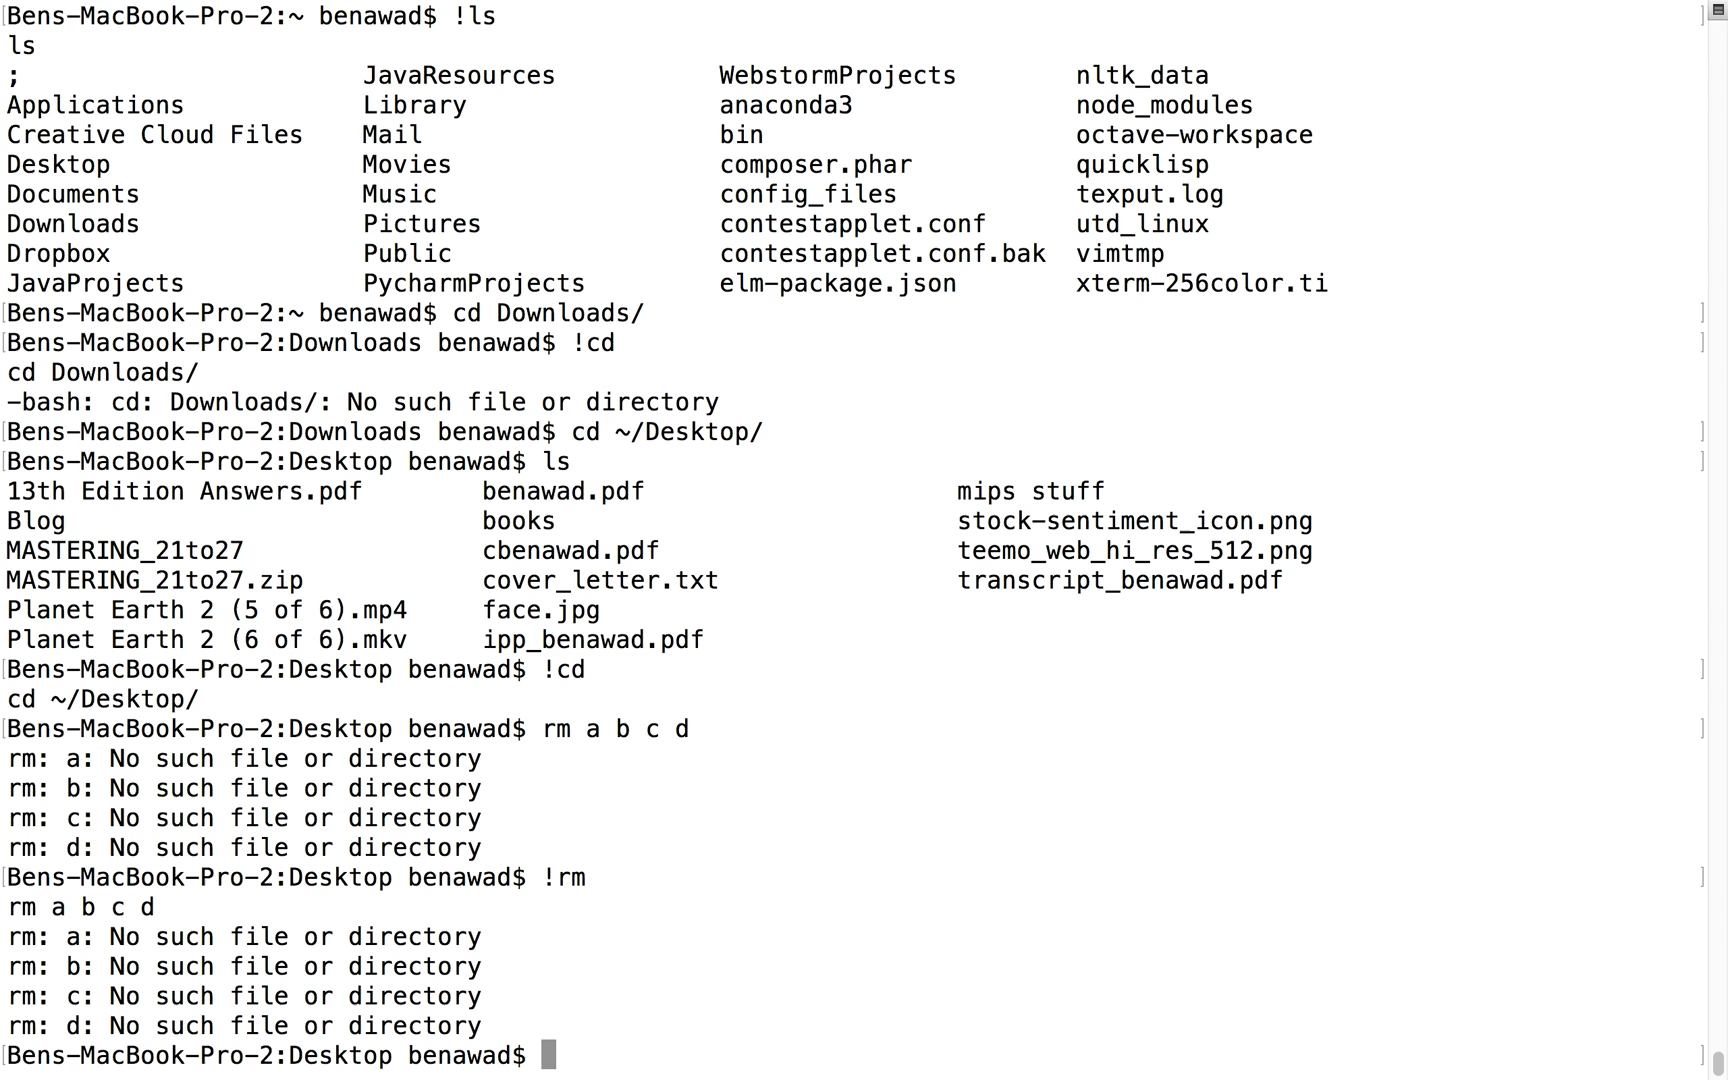 [Bens-MacBook-Pro-2:~ benawad$ !ls ]
ls
; JavaResources WebstormProjects nltk_data
Applications Library anaconda3 node_modules
Creative Cloud Files Mail bin octave-workspace
Desktop Movies composer.phar quicklisp
Documents Music config_files texput.log
Downloads Pictures contestapplet.conf utd_linux
Dropbox Public contestapplet.conf.bak vimtmp
JavaProjects PycharmProjects elm-package.json xterm-256color.ti
[Bens-MacBook-Pro-2:~ benawad$ cd Downloads/ ]
[Bens-MacBook-Pro-2:Downloads benawad$ !cd ]
cd Downloads/
-bash: cd: Downloads/: No such file or directory
[Bens-MacBook-Pro-2:Downloads benawad$ cd ~/Desktop/ ]
[Bens-MacBook-Pro-2:Desktop benawad$ ls ]
13th Edition Answers.pdf benawad.pdf mips stuff
Blog books stock-sentiment_icon.png
MASTERING_21to27 cbenawad.pdf teemo_web_hi_res_512.png
MASTERING_21to27.zip cover_letter.txt transcript_benawad.pdf
Planet Earth 2 (5 of 6).mp4 face.jpg
Planet Earth 2 (6 of 6).mkv ipp_benawad.pdf
[Bens-MacBook-Pro-2:Desktop benawad$ !cd ]
cd ~/Desktop/
[Bens-MacBook-Pro-2:Desktop benawad$ rm a b c d ]
rm: a: No such file or directory
rm: b: No such file or directory
rm: c: No such file or directory
rm: d: No such file or directory
[Bens-MacBook-Pro-2:Desktop benawad$ !rm ]
rm a b c d
rm: a: No such file or directory
rm: b: No such file or directory
rm: c: No such file or directory
rm: d: No such file or directory
[Bens-MacBook-Pro-2:Desktop benawad$ ]